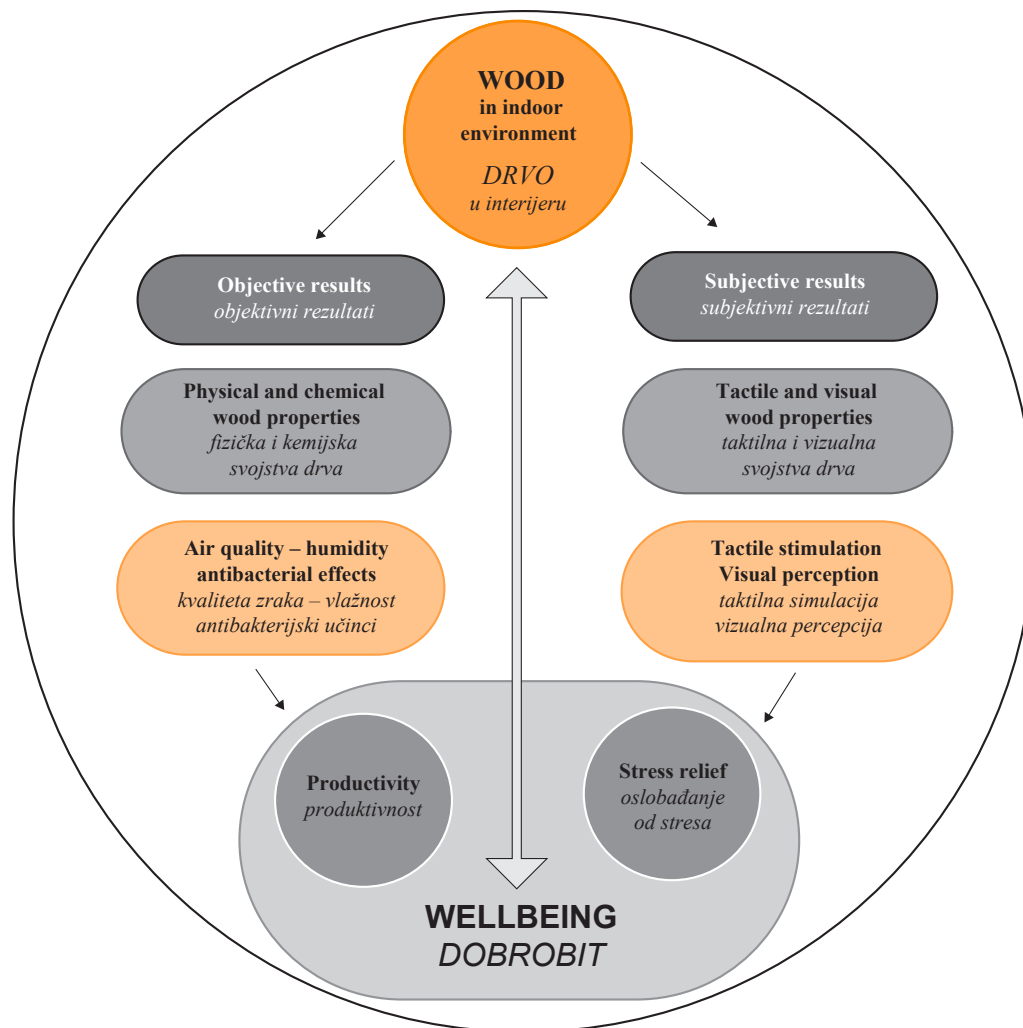 WOOD
in indoor
environment
DRVO
u interijeru
Objective results
objektivni rezultati
Subjective results
subjektivni rezultati
Physical and chemical
wood properties
fizička i kemijska
svojstva drva
Tactile and visual
wood properties
taktilna i vizualna
svojstva drva
Air quality – humidity
antibacterial effects
kvaliteta zraka – vlažnost
antibakterijski učinci
Tactile stimulation
Visual perception
taktilna simulacija
vizualna percepcija
Productivity
produktivnost
Stress relief
oslobađanje
od stresa
WELLBEING
DOBROBIT